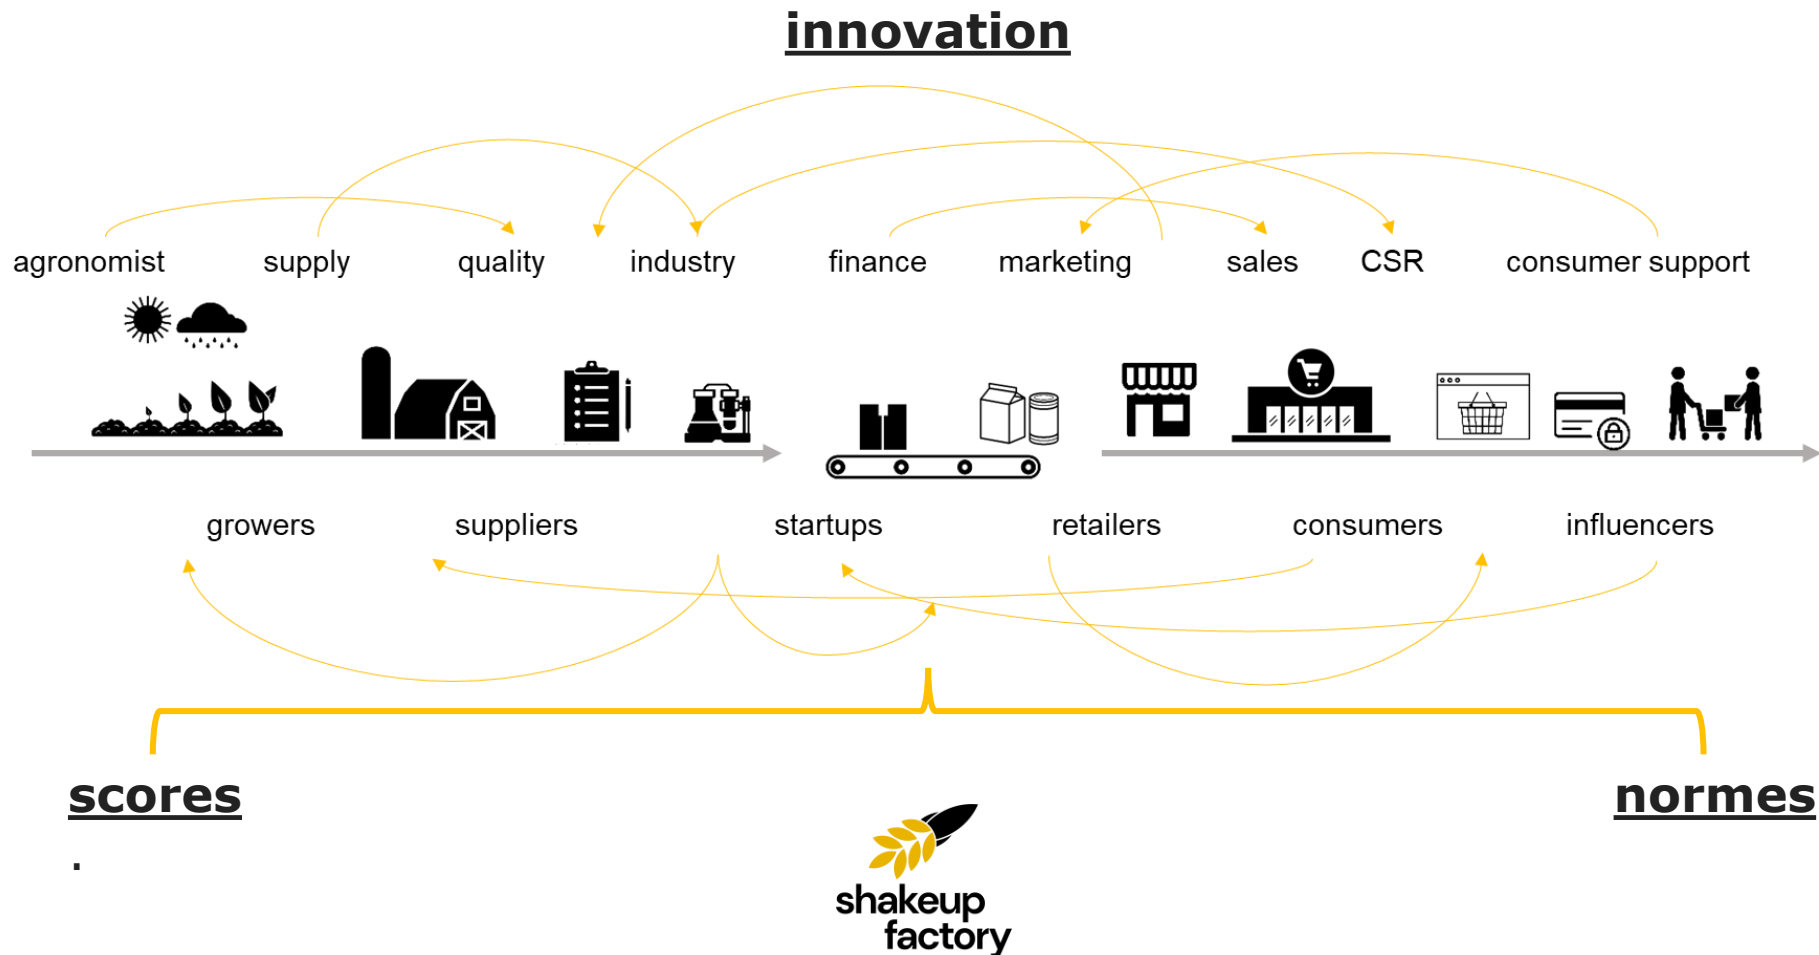 innovation
agronomist supply quality industry finance marketing sales CSR consumer support
growers suppliers startups retailers consumers influencers
scores normes
.
shakeup
factory